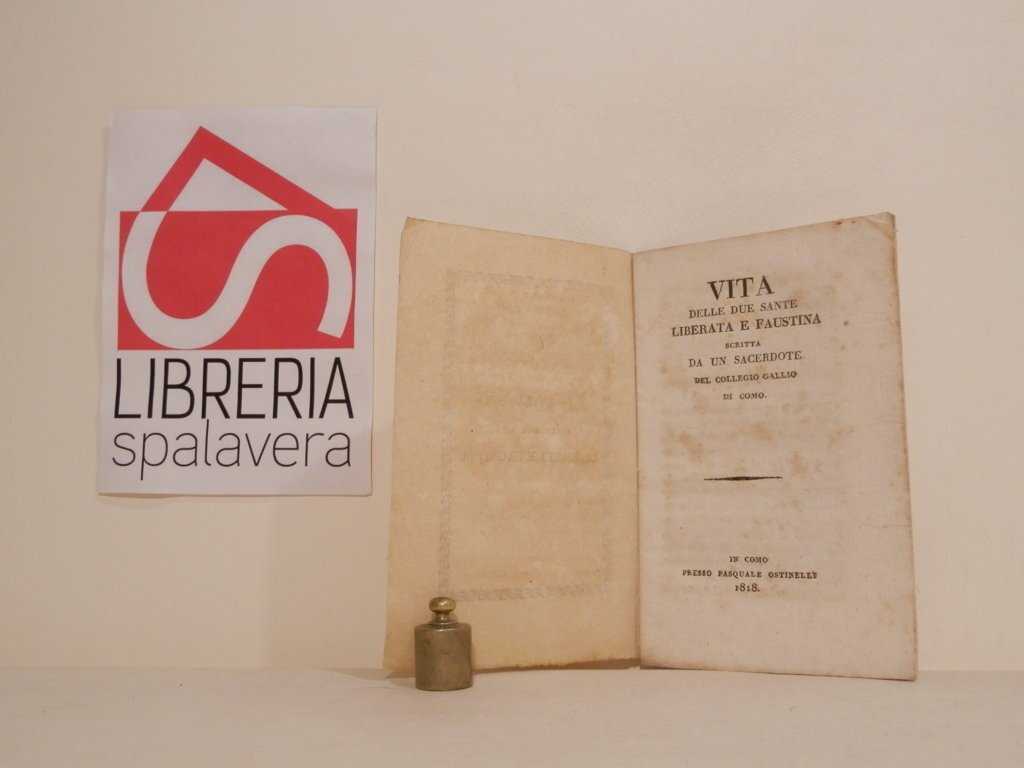 LIBRERIA
spalavera
VITA
DELLE DUE SANTE
LIBERATA E FAUSTINA
SCRITTA
DA UN SACERDOTE
DEL COLLEGIO GALLIO
DI COMO.
IN COMO
PRESSO PASQUALE OSTINELLI
1818.